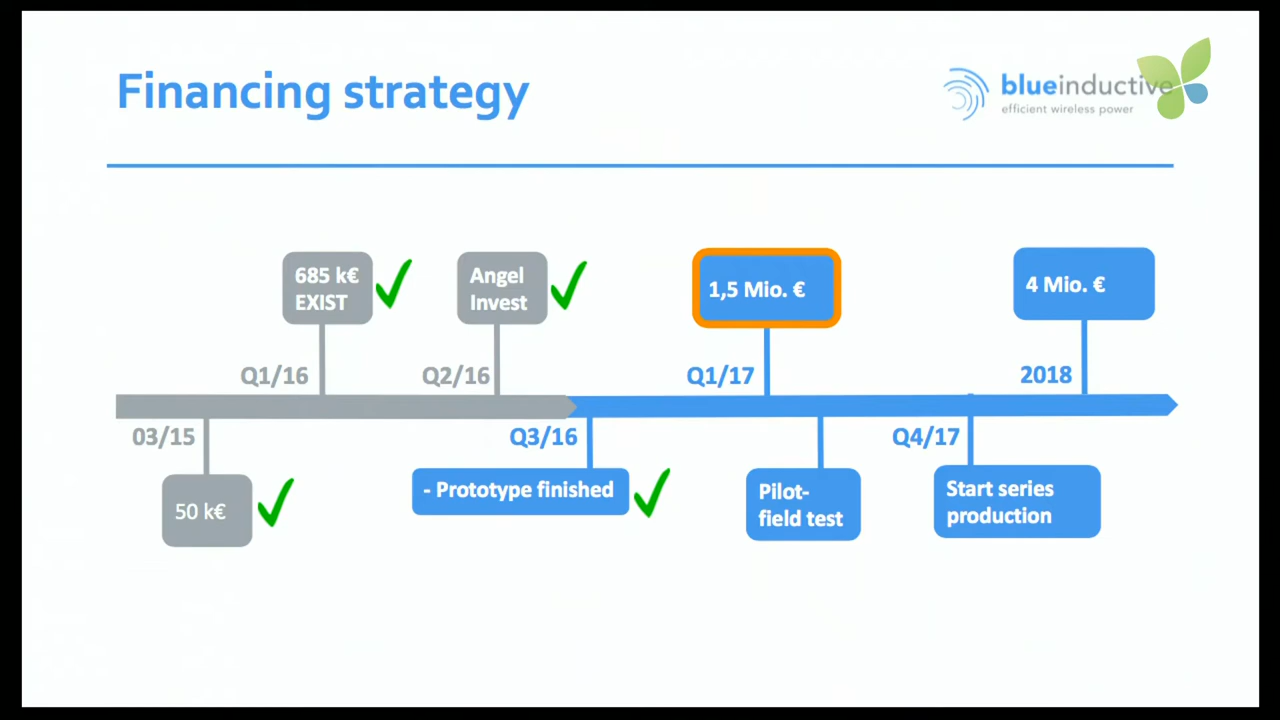 Financing strategy
blueinductive
efficient wireless power
685 k€
EXIST
Angel
Invest
1,5 Mio. €
4 Mio. €
Q1/16
Q2/16
Q1/17
2018
03/15
Q3/16
Q4/17
50 k€
- Prototype finished
Pilot-
field test
Start series
production